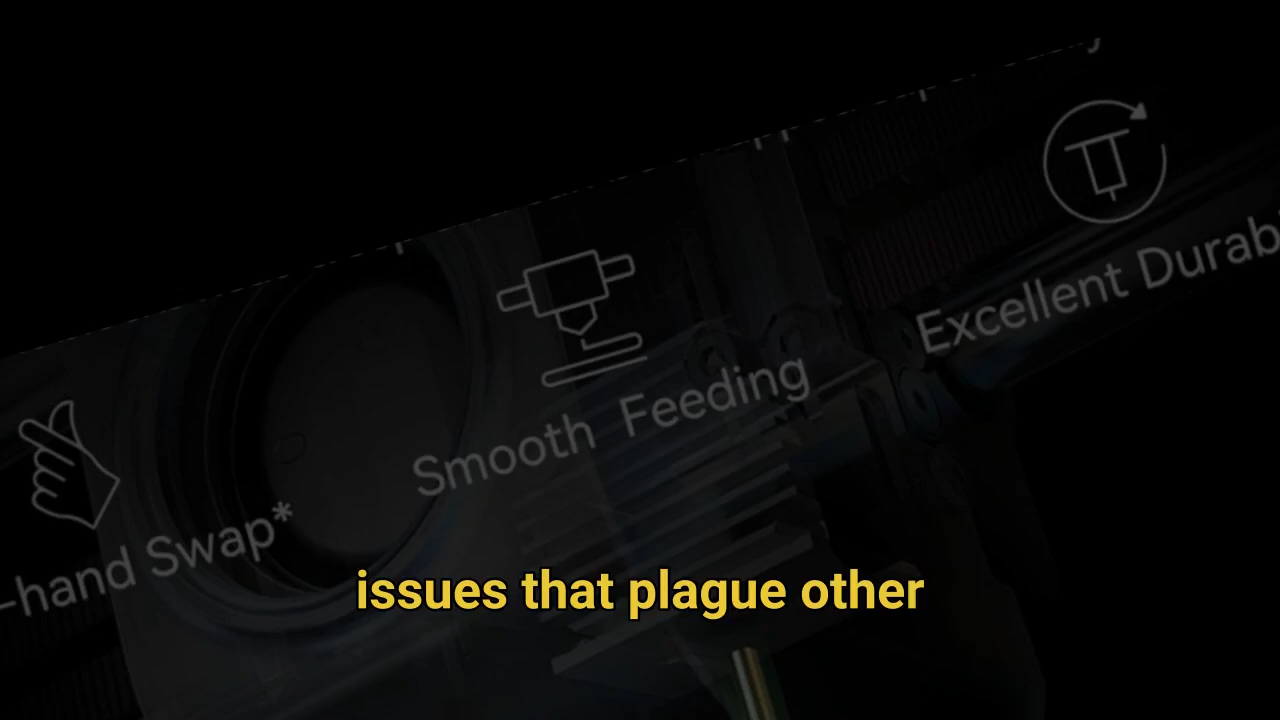 Excellent Durab
Smooth Feeding
-hand Swap*
issues that plague other